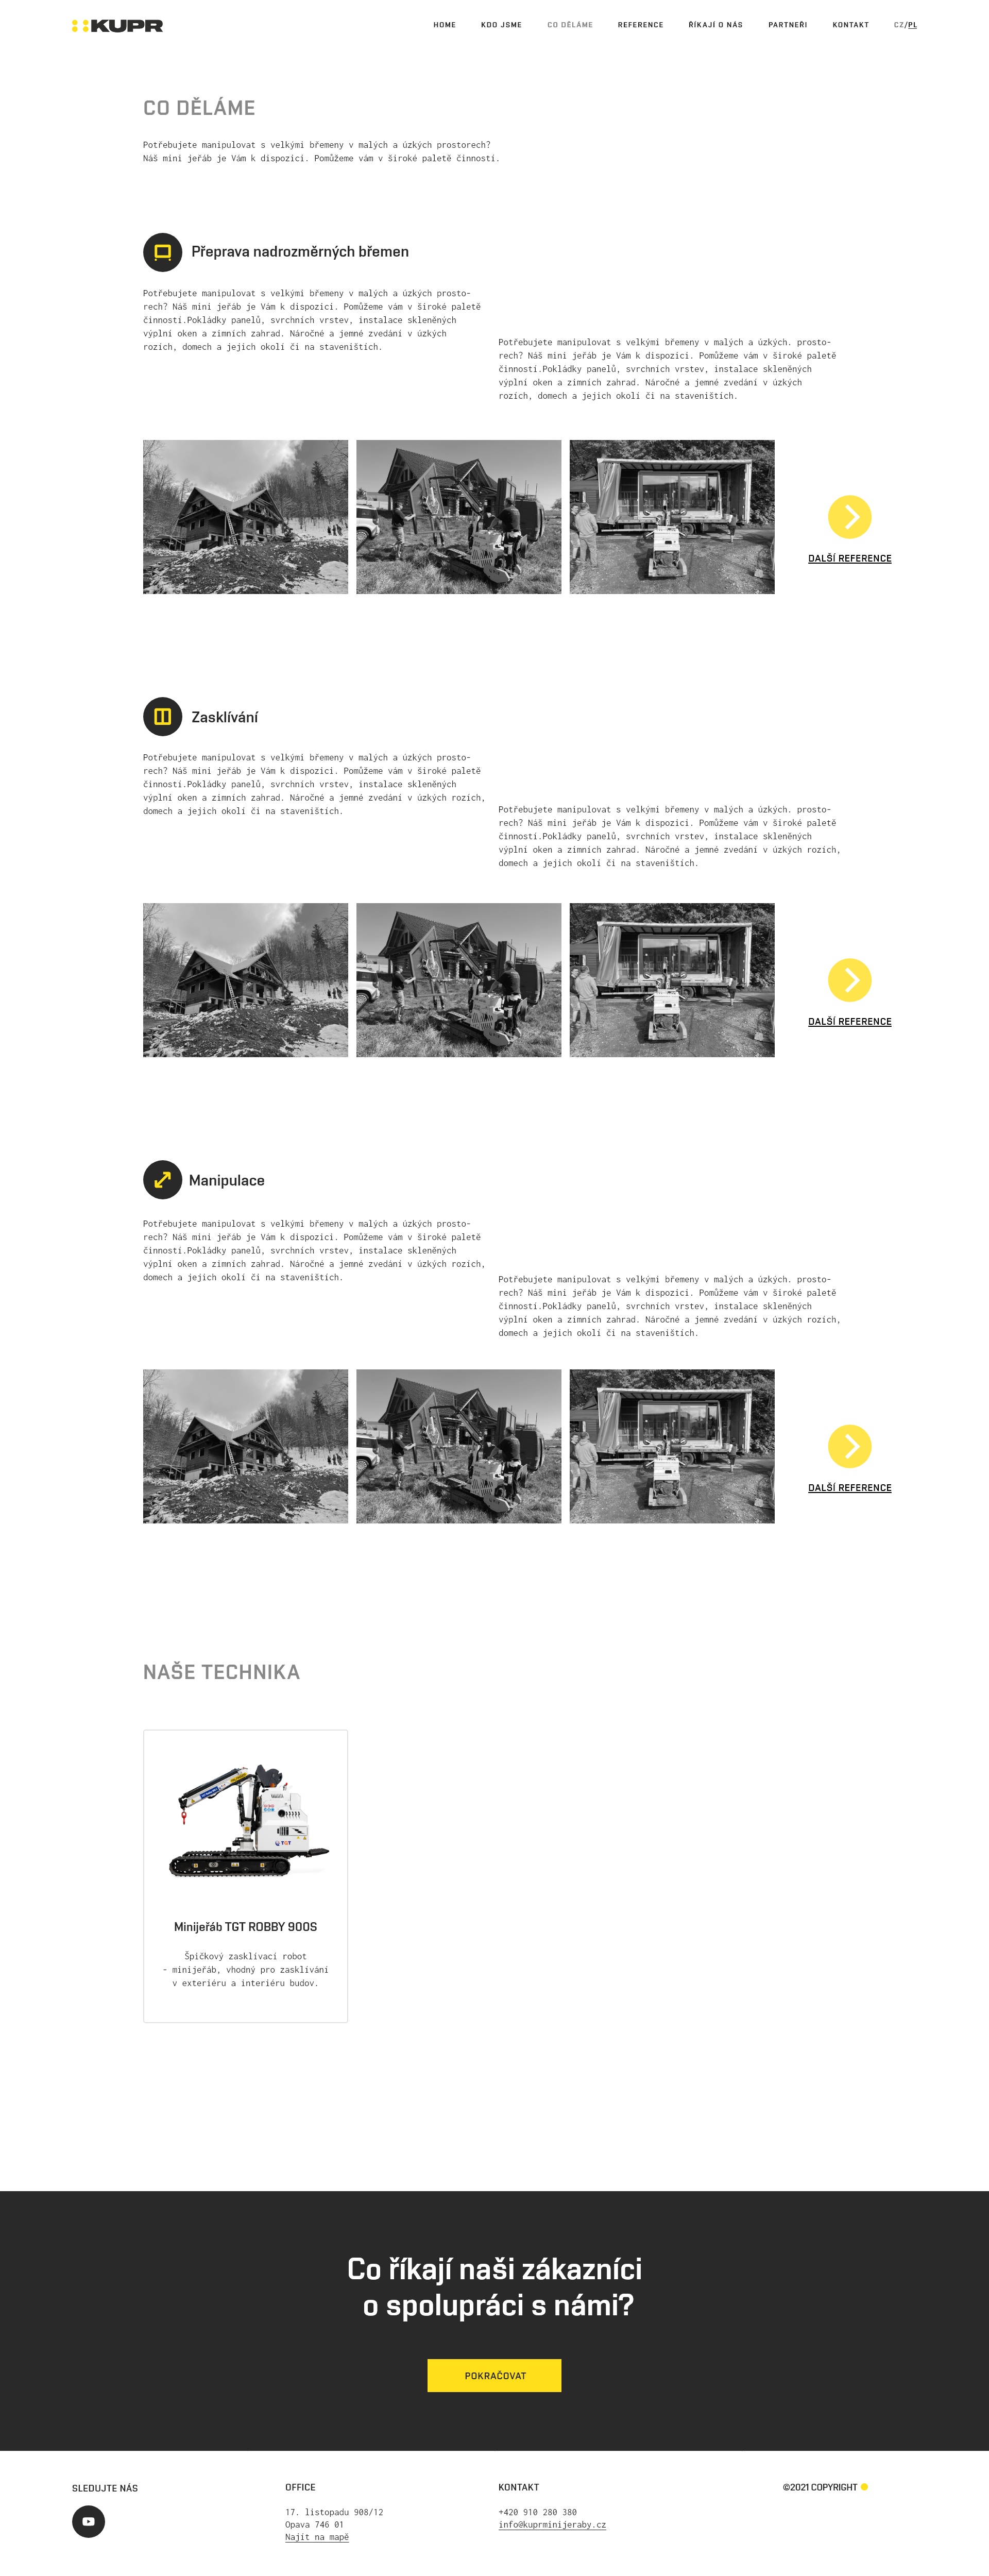 KUPR
HOME KDO JSME CO DĚLÁME REFERENCE ŘÍKAJÍ O NÁS PARTNEŘI KONTAKT CZ/PL
CO DĚLÁME
Potřebujete manipulovat s velkými břemeny v malých a úzkých prostorech?
Náš mini jeřáb je Vám k dispozici. Pomůžeme vám v široké paletě činností.
Přeprava nadrozměrných břemen
Potřebujete manipulovat s velkými břemeny v malých a úzkých prosto-
rech? Náš mini jeřáb je Vám k dispozici. Pomůžeme vám v široké paletě
činností.Pokládky panelů, svrchních vrstev, instalace skleněných
výplní oken a zimních zahrad. Náročné a jemné zvedání v úzkých
rozích, domech a jejich okolí či na staveništích.
Potřebujete manipulovat s velkými břemeny v malých a úzkých. prosto-
rech? Náš mini jeřáb je Vám k dispozici. Pomůžeme vám v široké paletě
činností.Pokládky panelů, svrchních vrstev, instalace skleněných
výplní oken a zimních zahrad. Náročné a jemné zvedání v úzkých
rozích, domech a jejich okolí či na staveništích.
DALŠÍ REFERENCE
Zasklívání
Potřebujete manipulovat s velkými břemeny v malých a úzkých prosto-
rech? Náš mini jeřáb je Vám k dispozici. Pomůžeme vám v široké paletě
činností.Pokládky panelů, svrchních vrstev, instalace skleněných
výplní oken a zimních zahrad. Náročné a jemné zvedání v úzkých rozích,
domech a jejich okolí či na staveništích.
Potřebujete manipulovat s velkými břemeny v malých a úzkých. prosto-
rech? Náš mini jeřáb je Vám k dispozici. Pomůžeme vám v široké paletě
činností.Pokládky panelů, svrchních vrstev, instalace skleněných
výplní oken a zimních zahrad. Náročné a jemné zvedání v úzkých rozích,
domech a jejich okolí či na staveništích.
DALŠÍ REFERENCE
Manipulace
Potřebujete manipulovat s velkými břemeny v malých a úzkých prosto-
rech? Náš mini jeřáb je Vám k dispozici. Pomůžeme vám v široké paletě
činností.Pokládky panelů, svrchních vrstev, instalace skleněných
výplní oken a zimních zahrad. Náročné a jemné zvedání v úzkých rozích,
domech a jejich okolí či na staveništích.
Potřebujete manipulovat s velkými břemeny v malých a úzkých. prosto-
rech? Náš mini jeřáb je Vám k dispozici. Pomůžeme vám v široké paletě
činností.Pokládky panelů, svrchních vrstev, instalace skleněných
výplní oken a zimních zahrad. Náročné a jemné zvedání v úzkých rozích,
domech a jejich okolí či na staveništích.
DALŠÍ REFERENCE
NAŠE TECHNIKA
TGT
Minijeřáb TGT ROBBY 900S
Špičkový zasklívací robot
- minijeřáb, vhodný pro zasklívání
v exteriéru a interiéru budov.
Co říkají naši zákazníci
o spolupráci s námi?
POKRAČOVAT
SLEDUJTE NÁS
OFFICE
17. listopadu 908/12
Opava 746 01
Najít na mapě
KONTAKT
+420 910 280 380
info@kuprminijeraby.cz
©2021 COPYRIGHT